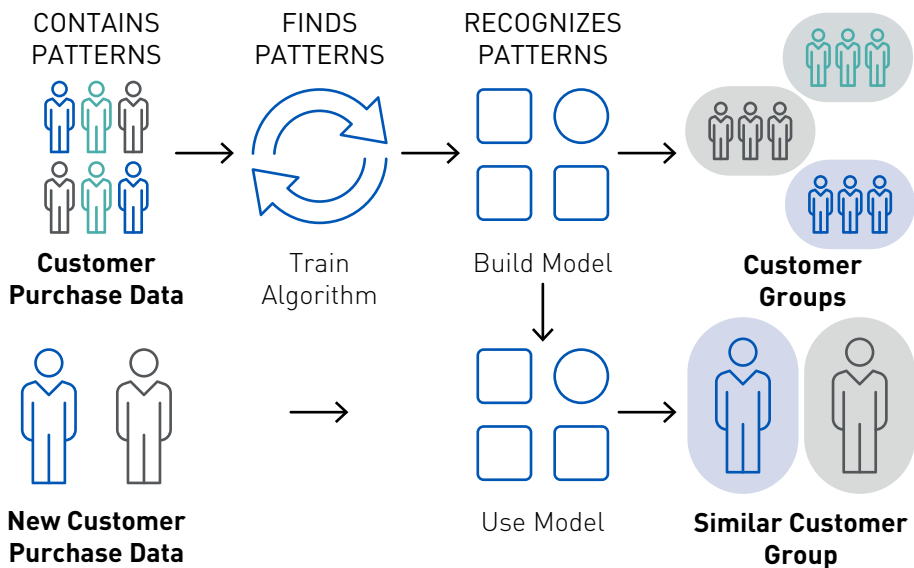 CONTAINS
PATTERNS
FINDS
PATTERNS
RECOGNIZES
PATTERNS
Customer
Purchase Data
Train
Algorithm
Build Model
Customer
Groups
New Customer
Purchase Data
Use Model
Similar Customer
Group